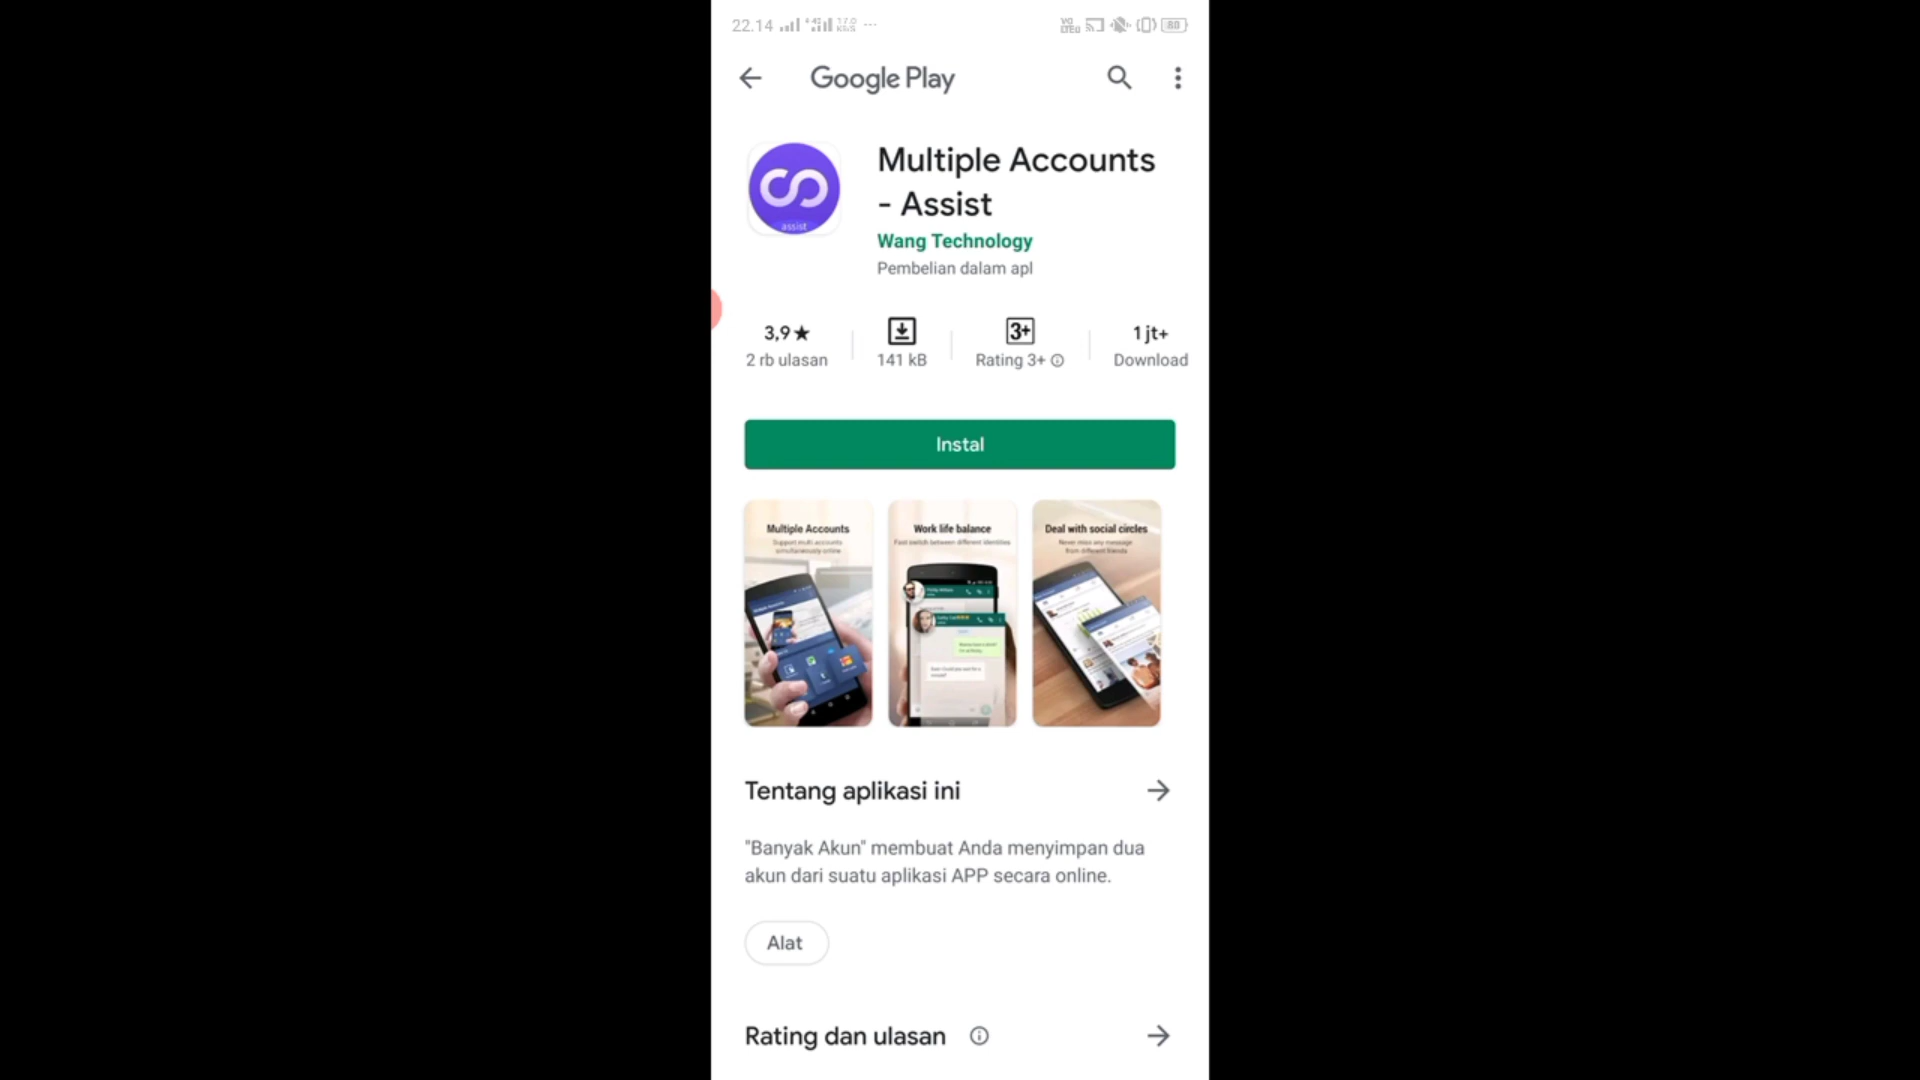 22.14
Google Play
Multiple Accounts
- Assist
assist
Wang Technology
Pembelian dalam apl
3,9★
2 rb ulasan
141 kB
3+
Rating 3+
1 jt+
Download
Instal
Multiple Accounts
Support multi accounts
simultaneously online
Work life balance
Fast switch between different identities
Deal with social circles
Never miss any message
from different friends
Tentang aplikasi ini
"Banyak Akun" membuat Anda menyimpan dua
akun dari suatu aplikasi APP secara online.
Alat
Rating dan ulasan